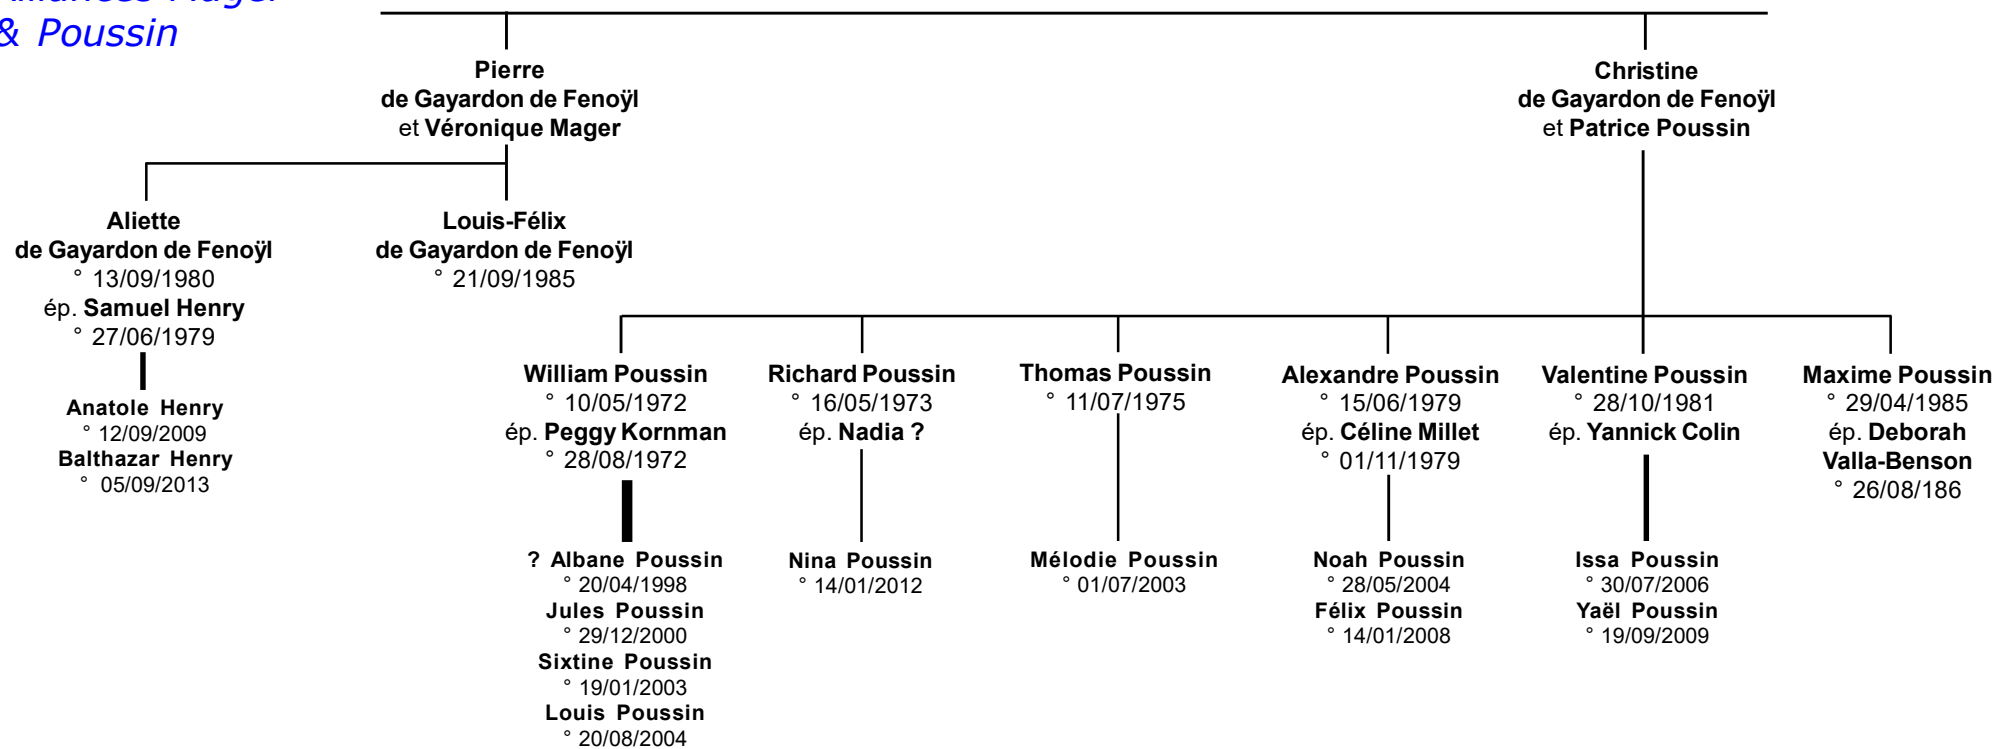 & Poussin
Pierre
de Gayardon de Fenoÿl
et Véronique Mager
Christine
de Gayardon de Fenoÿl
et Patrice Poussin
Aliette
de Gayardon de Fenoÿl
° 13/09/1980
ép. Samuel Henry
° 27/06/1979
Louis-Félix
de Gayardon de Fenoÿl
° 21/09/1985
Anatole Henry
° 12/09/2009
Balthazar Henry
° 05/09/2013
William Poussin
° 10/05/1972
ép. Peggy Kornman
° 28/08/1972
Richard Poussin
° 16/05/1973
ép. Nadia ?
Thomas Poussin
° 11/07/1975
Alexandre Poussin
° 15/06/1979
ép. Céline Millet
° 01/11/1979
Valentine Poussin
° 28/10/1981
ép. Yannick Colin
Maxime Poussin
° 29/04/1985
ép. Deborah
Valla-Benson
° 26/08/186
? Albane Poussin
° 20/04/1998
Jules Poussin
° 29/12/2000
Sixtine Poussin
° 19/01/2003
Louis Poussin
° 20/08/2004
Nina Poussin
° 14/01/2012
Mélodie Poussin
° 01/07/2003
Noah Poussin
° 28/05/2004
Félix Poussin
° 14/01/2008
Issa Poussin
° 30/07/2006
Yaël Poussin
° 19/09/2009